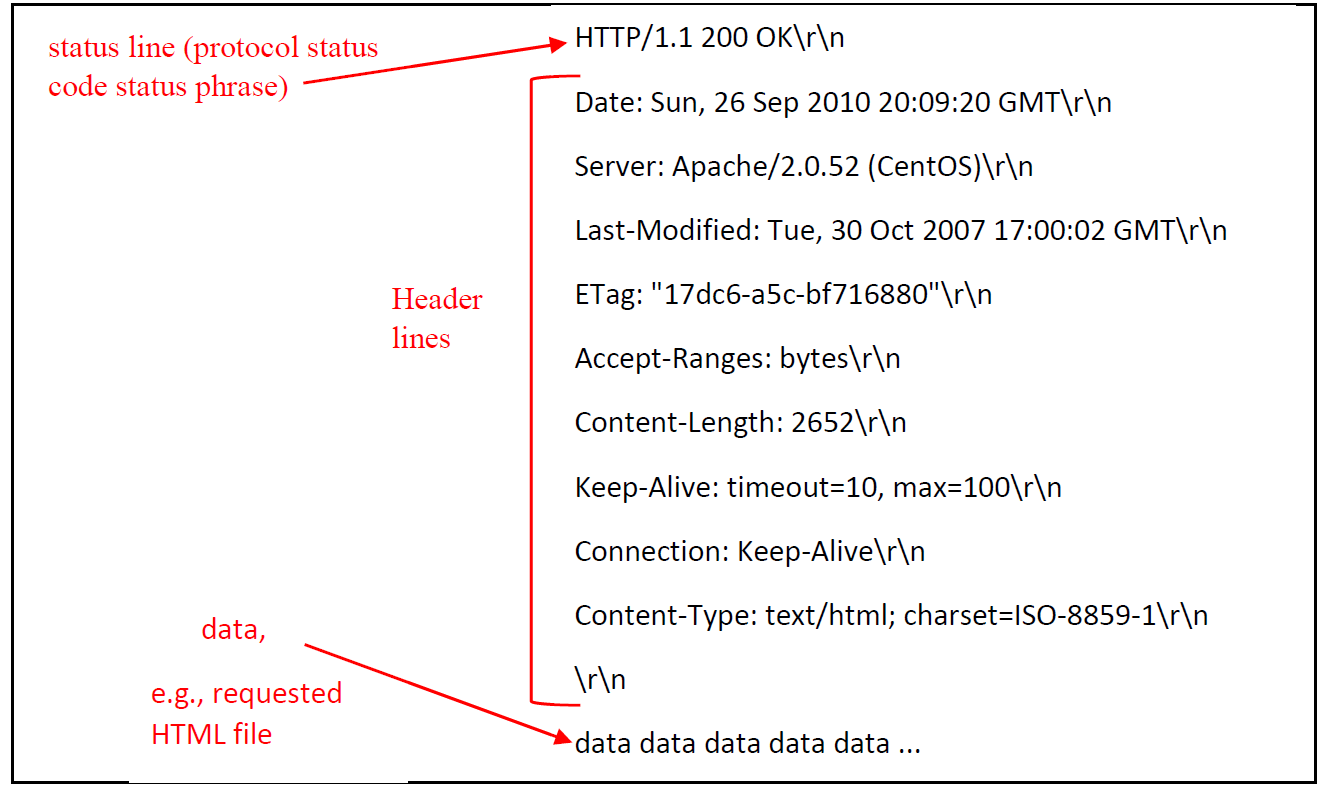 status line (protocol status
code status phrase)
HTTP/1.1 200 OK\r\n
Date: Sun, 26 Sep 2010 20:09:20 GMT\r\n
Server: Apache/2.0.52 (CentOS)\r\n
Last-Modified: Tue, 30 Oct 2007 17:00:02 GMT\r\n
ETag: "17dc6-a5c-bf716880"\r\n
Header
lines
Accept-Ranges: bytes\r\n
Content-Length: 2652\r\n
Keep-Alive: timeout=10, max=100\r\n
Connection: Keep-Alive\r\n
Content-Type: text/html; charset=ISO-8859-1\r\n
\r\n
data,
e.g., requested
HTML file
data data data data data ...